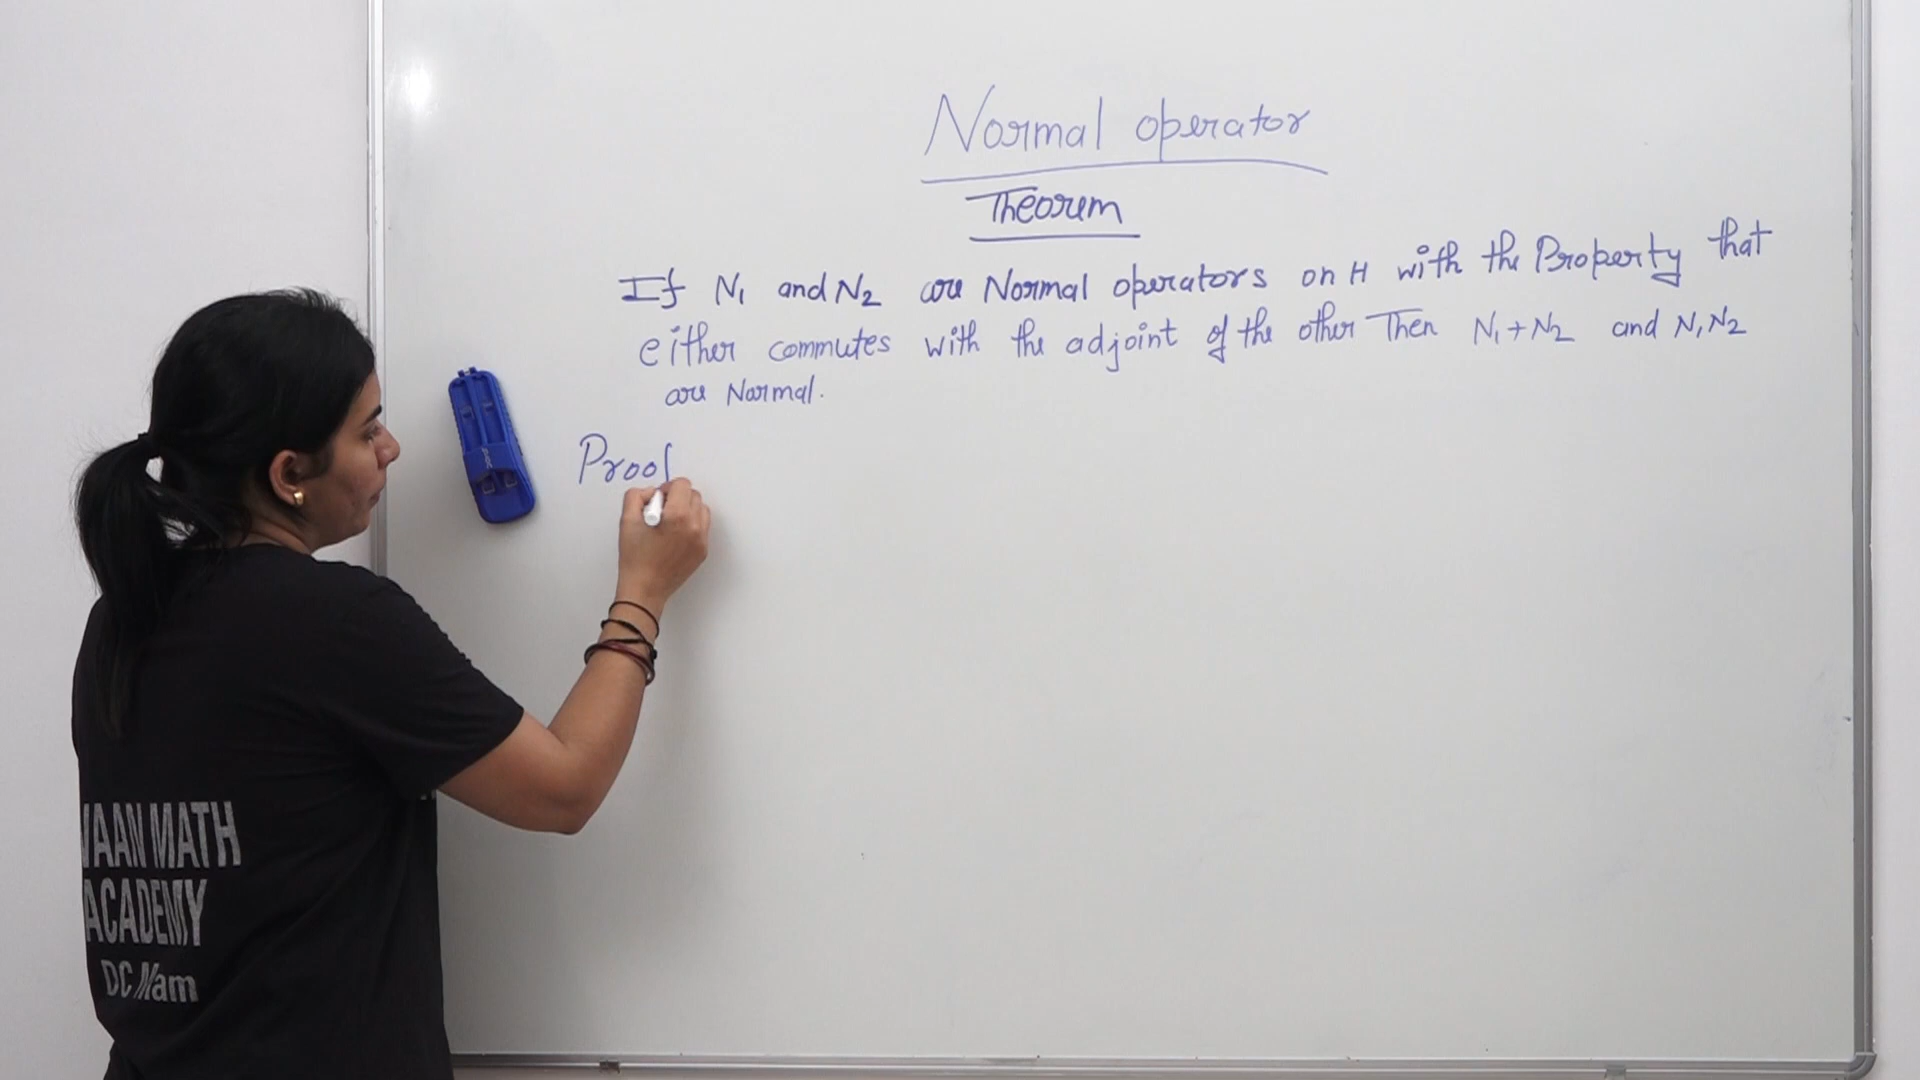 Normal operator
Theorem
If N₁ and N₂ are Normal operators on H with the Property that
either commutes with the adjoint of the other Then N₁+N₂ and N₁N₂
are Normal.
Proof
VAAN MATH
ACADEMY
DC Mam